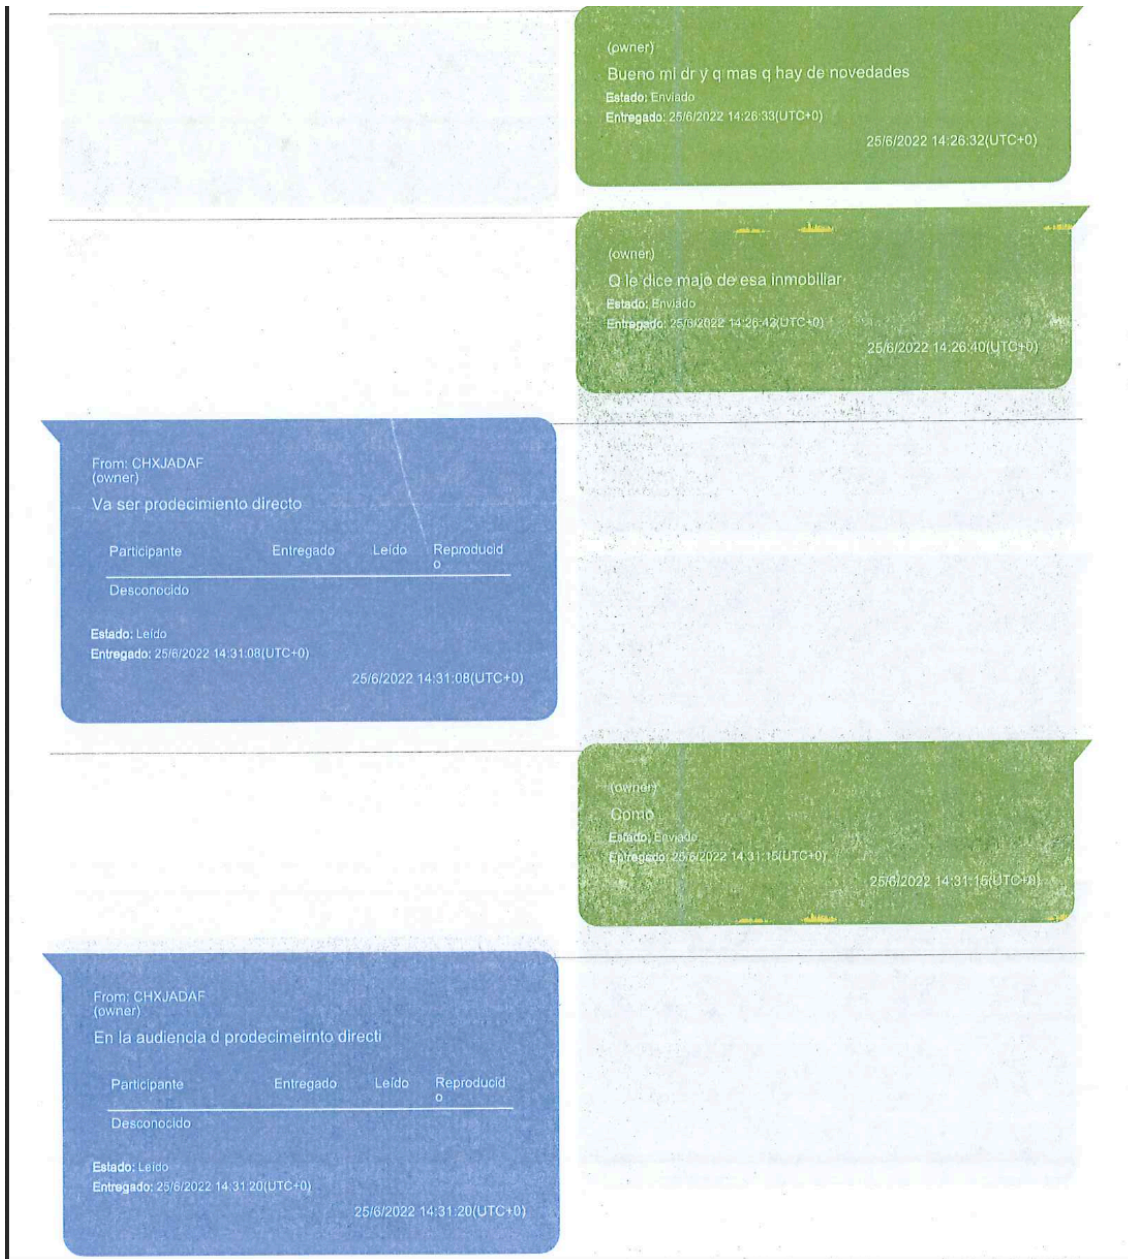 (owner)
Bueno mi dr y q mas q hay de novedades
Estado: Enviado
Entregado: 25/6/2022 14:26:33(UTC+0)
25/6/2022 14:26:32(UTC+0)
(owner)
Q le dice majo de esa inmobiliar
Estado: Enviado
Entregado: 25/6/2022 14:26:42(UTC+0)
25/6/2022 14:26:40(UTC+0)
From: CHXJADAF
(owner)
Va ser prodecimiento directo
Participante Entregado Leído Reproducid
o
Desconocido
Estado: Leído
Entregado: 25/6/2022 14:31:08(UTC+0)
25/6/2022 14:31:08(UTC+0)
(owner)
Como
Estado: Enviado
Entregado: 25/6/2022 14:31:15(UTC+0)
25/6/2022 14:31:15(UTC+0)
From: CHXJADAF
(owner)
En la audiencia d prodecimeirnto directi
Participante Entregado Leído Reproducid
o
Desconocido
Estado: Leído
Entregado: 25/6/2022 14:31:20(UTC+0)
25/6/2022 14:31:20(UTC+0)